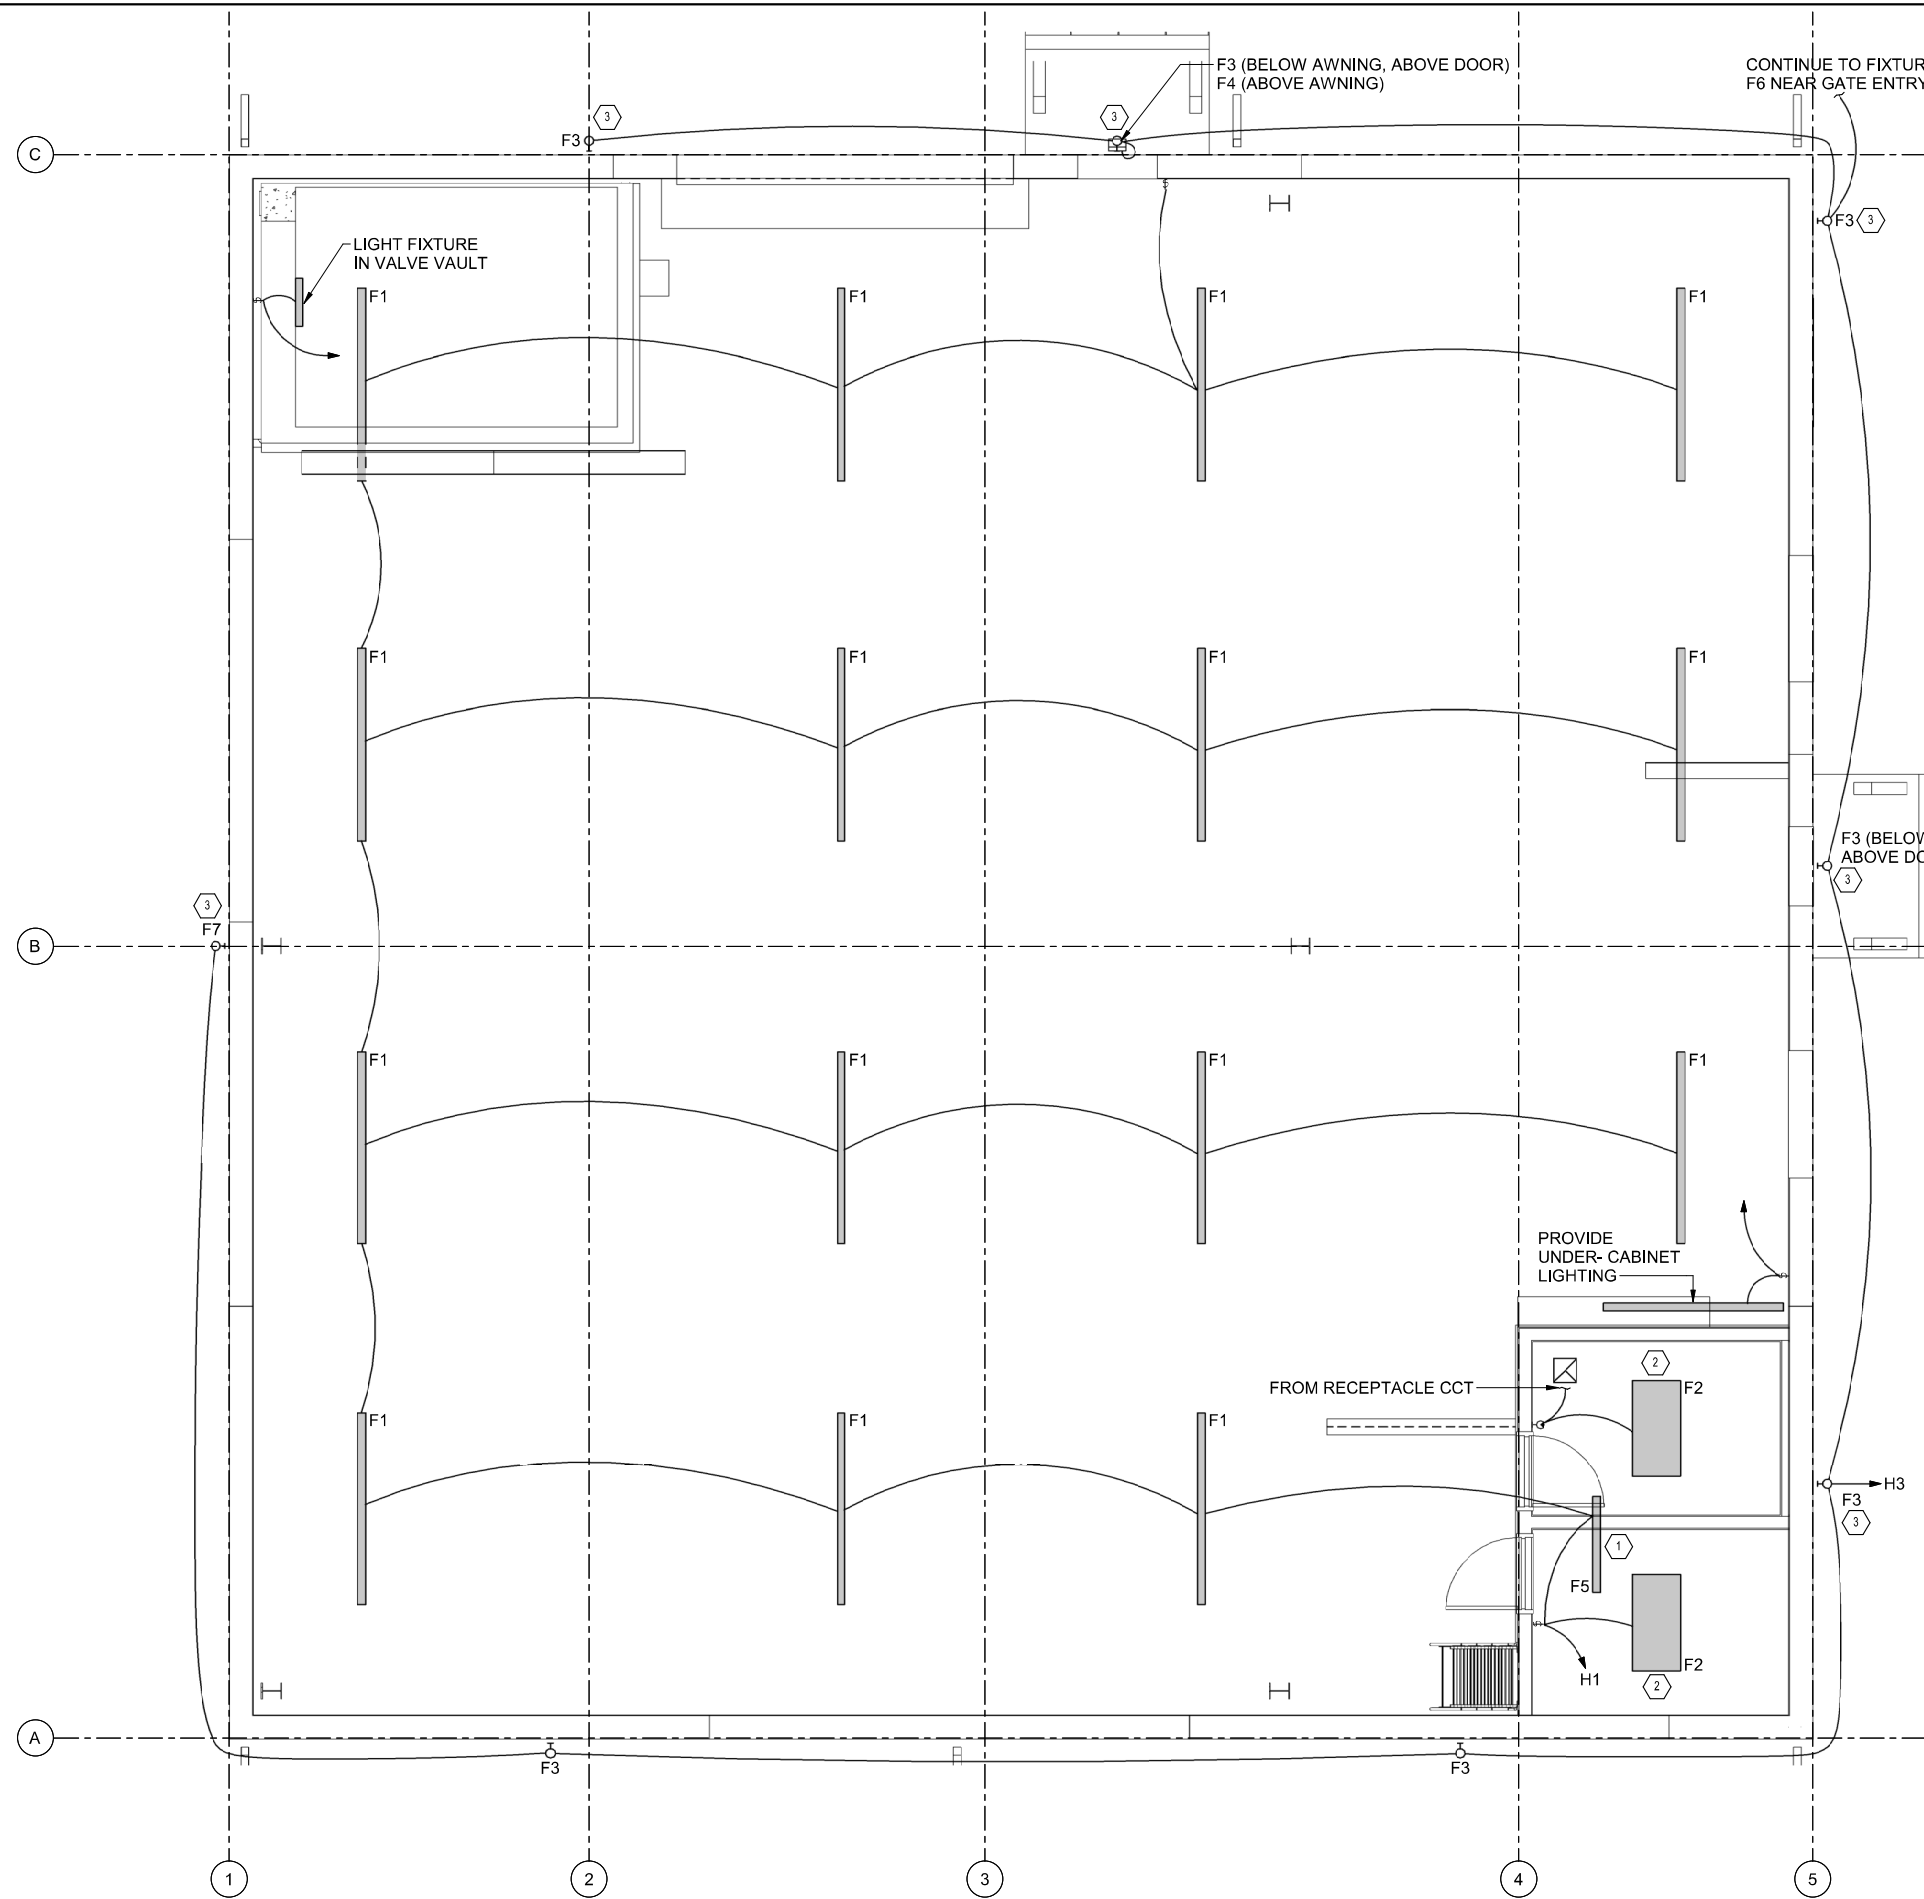 F3 (BELOW AWNING, ABOVE DOOR)
F4 (ABOVE AWNING)
CONTINUE TO FIXTUR
F6 NEAR GATE ENTRY
3
3
F3
C
F3
3
LIGHT FIXTURE
IN VALVE VAULT
F1
F1
F1
F1
F1
F1
F1
F1
F3 (BELOW
ABOVE DO
3
3
F7
B
F1
F1
F1
F1
PROVIDE
UNDER- CABINET
LIGHTING
2
FROM RECEPTACLE CCT
F2
F1
F1
F1
H3
F3
3
1
F5
F2
H1
2
A
F3
F3
1
2
3
4
5